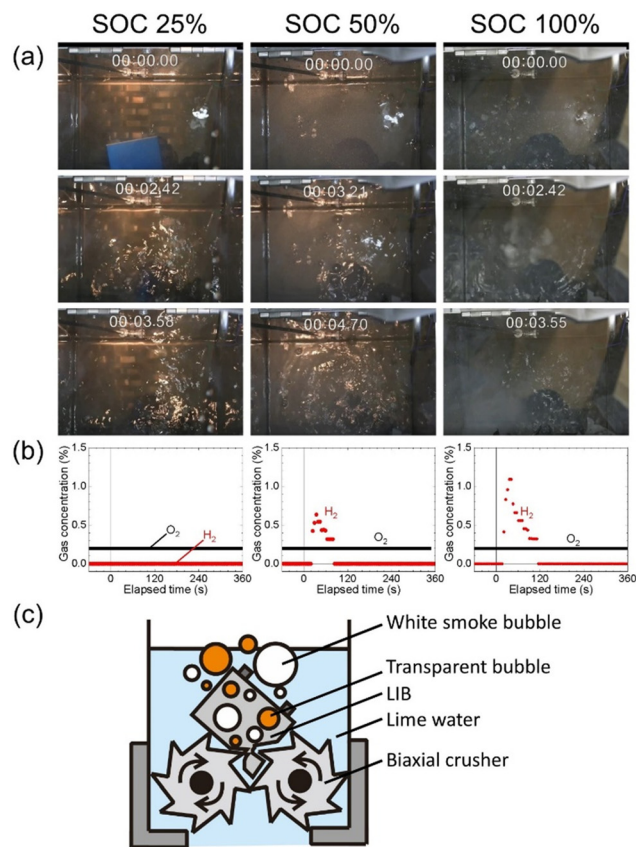 SOC 25% SOC 50% SOC 100%
(a)
00:00.00 00:00.00 00:00.00
00:02.42 00:03.21 00:02.42
00:03.58 00:04.70 00:03.55
(b)
Gas concentration (%)
1.5
1.0
0.5
0.0
O2
H2
0 120 240 360
Elapsed time (s)
Gas concentration (%)
1.5
1.0
0.5
0.0
H2
O2
0 120 240 360
Elapsed time (s)
Gas concentration (%)
1.5
1.0
0.5
0.0
H2
O2
0 120 240 360
Elapsed time (s)
(c)
White smoke bubble
Transparent bubble
LIB
Lime water
Biaxial crusher